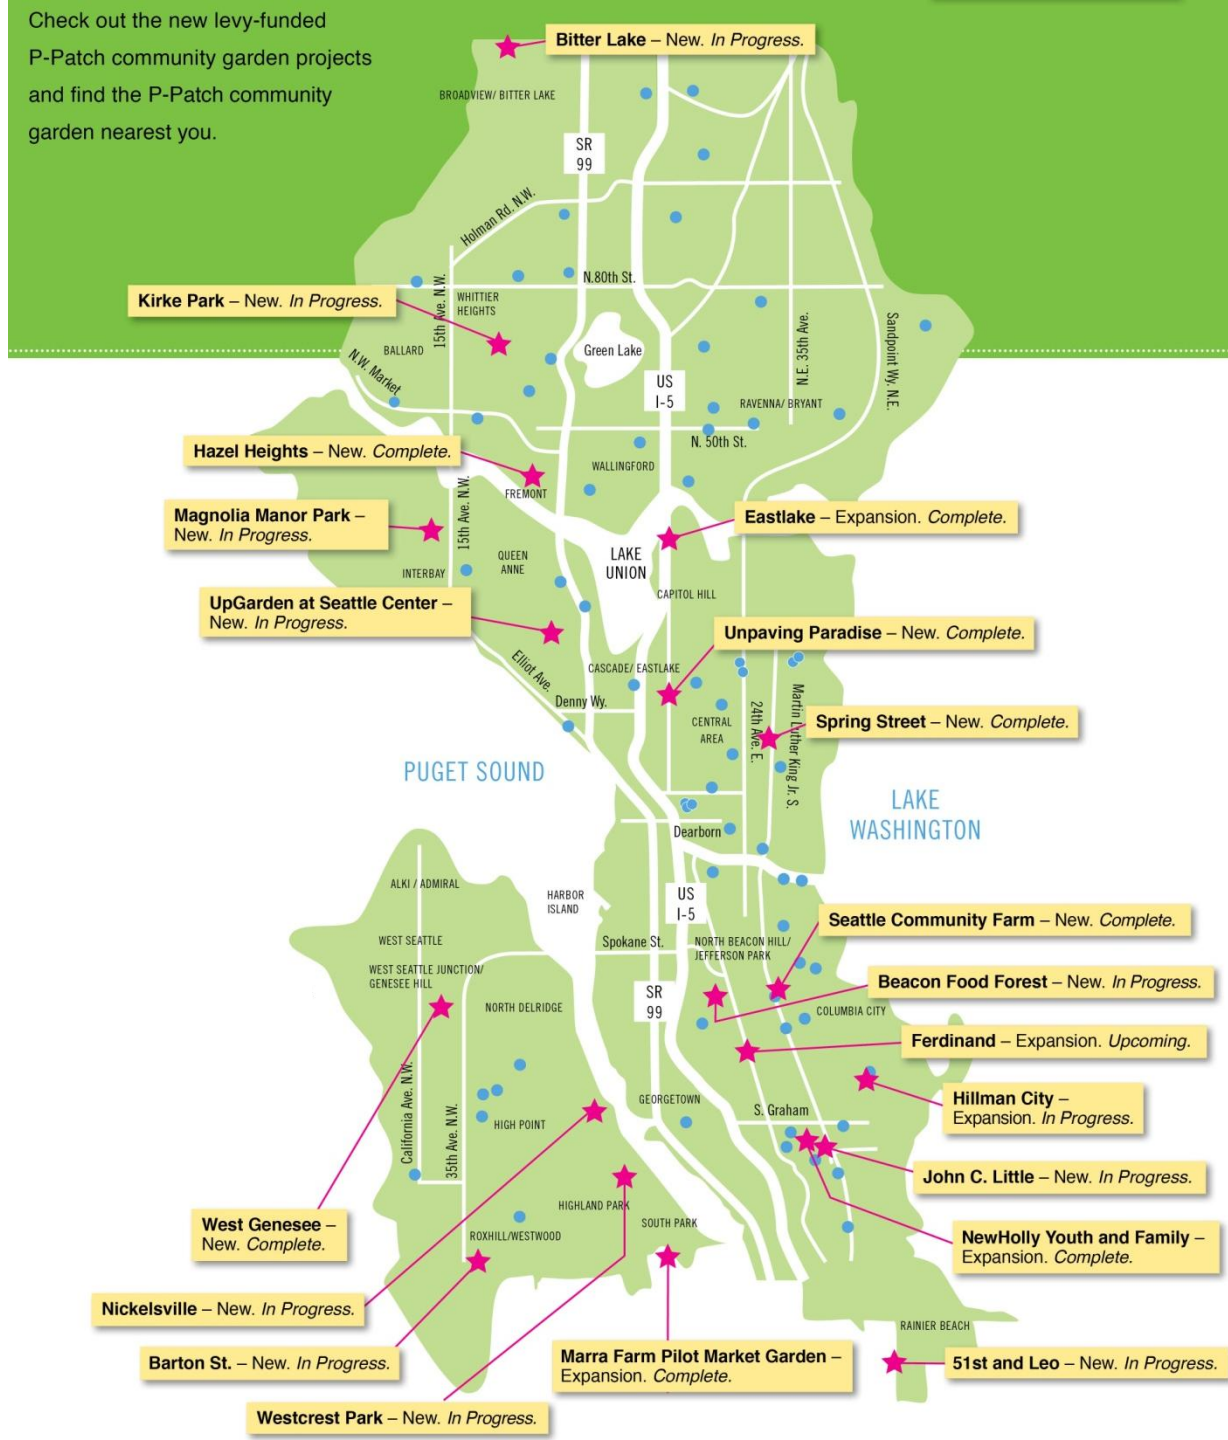 Check out the new levy-funded
P-Patch community garden projects
and find the P-Patch community
garden nearest you.
Bitter Lake – New. In Progress.
BROADVIEW/ BITTER LAKE
SR
99
Holman Rd. N.W.
N.80th St.
Kirke Park – New. In Progress.
15th Ave. N.W.
WHITTIER
HEIGHTS
BALLARD
Green Lake
N.E. 35th Ave.
Sandpoint Wy. N.E.
N.W. Market
US
I-5
RAVENNA/ BRYANT
N. 50th St.
Hazel Heights – New. Complete.
WALLINGFORD
FREMONT
Magnolia Manor Park –
New. In Progress.
15th Ave. N.W.
Eastlake – Expansion. Complete.
QUEEN
ANNE
LAKE
UNION
INTERBAY
CAPITOL HILL
UpGarden at Seattle Center –
New. In Progress.
Unpaving Paradise – New. Complete.
Elliot Ave.
CASCADE/ EASTLAKE
Denny Wy.
CENTRAL
AREA
24th Ave. E.
Martin Luther King Jr. S.
Spring Street – New. Complete.
PUGET SOUND
LAKE
WASHINGTON
Dearborn
ALKI / ADMIRAL
HARBOR
ISLAND
US
I-5
Seattle Community Farm – New. Complete.
WEST SEATTLE
Spokane St.
NORTH BEACON HILL/
JEFFERSON PARK
WEST SEATTLE JUNCTION/
GENESEE HILL
Beacon Food Forest – New. In Progress.
SR
99
NORTH DELRIDGE
COLUMBIA CITY
Ferdinand – Expansion. Upcoming.
Hillman City –
Expansion. In Progress.
GEORGETOWN
S. Graham
California Ave. N.W.
35th Ave. N.W.
HIGH POINT
John C. Little – New. In Progress.
HIGHLAND PARK
SOUTH PARK
West Genesee –
New. Complete.
ROXHILL/WESTWOOD
NewHolly Youth and Family –
Expansion. Complete.
Nickelsville – New. In Progress.
RAINIER BEACH
Barton St. – New. In Progress.
Marra Farm Pilot Market Garden –
Expansion. Complete.
51st and Leo – New. In Progress.
Westcrest Park – New. In Progress.